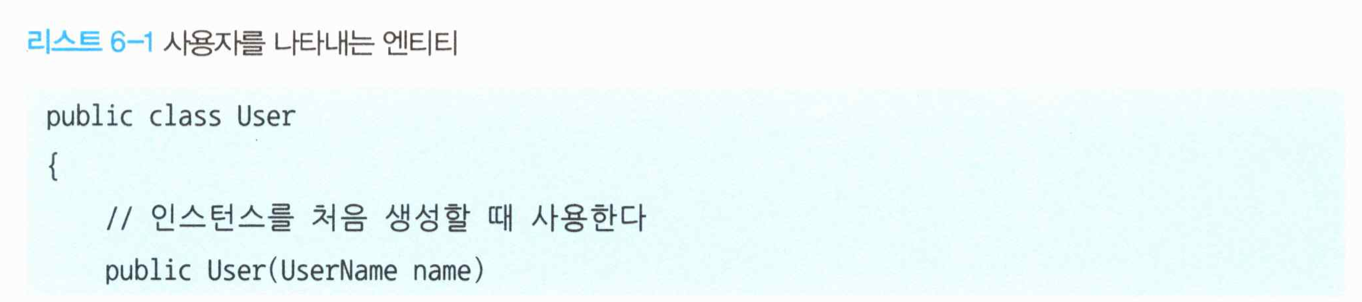 리스트 6-1 사용자를 나타내는 엔티티
public class User
{
// 인스턴스를 처음 생성할 때 사용한다
public User(UserName name)